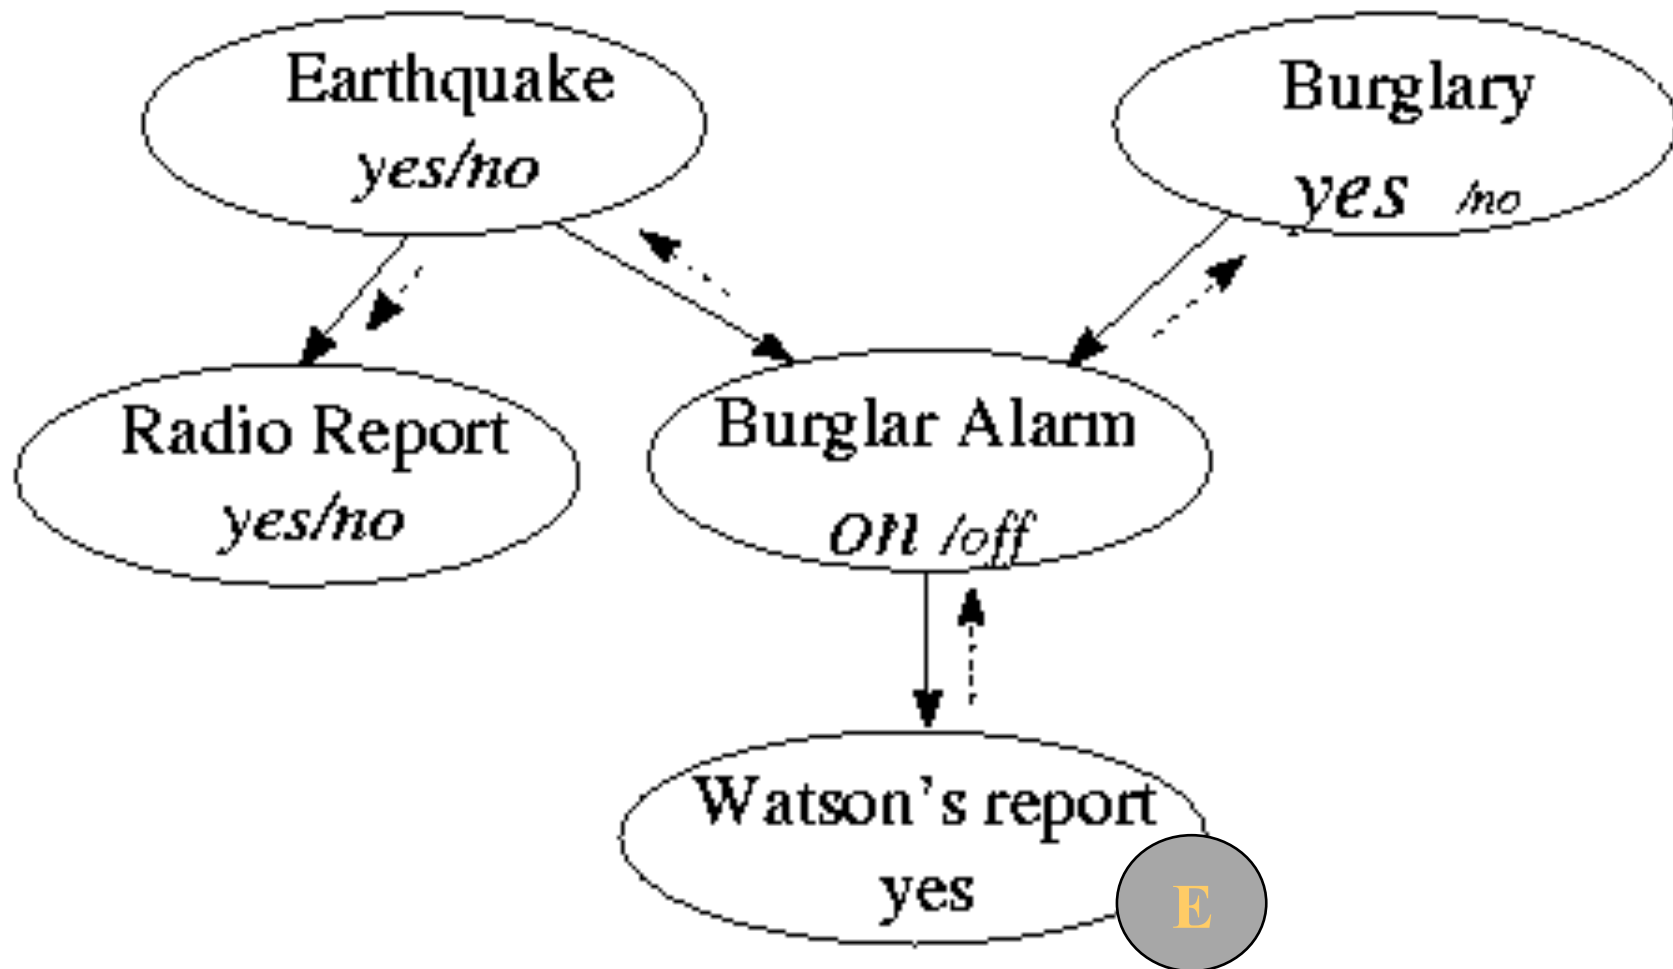 Earthquake
yes/no
Burglary
yes /no
Radio Report
yes/no
Burglar Alarm
on /off
Watson's report
yes
E